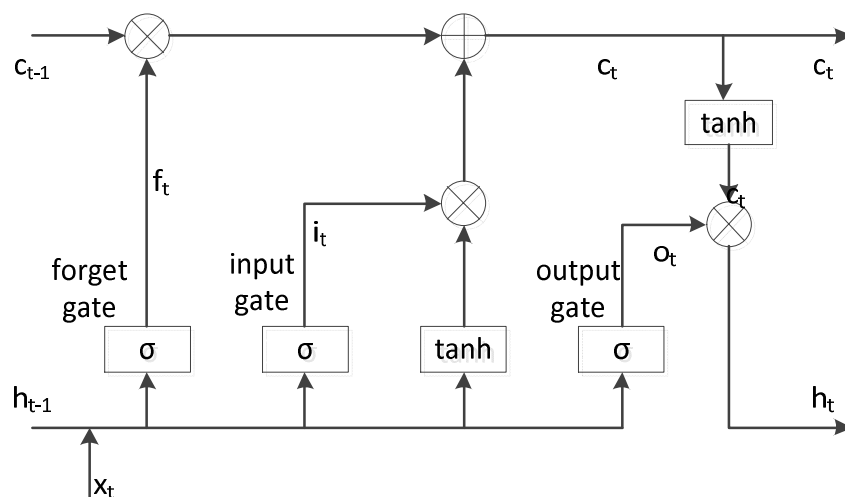 c_{t-1}
c_t
c_t
tanh
c_t
f_t
i_t
o_t
forget
gate
input
gate
output
gate
σ
σ
tanh
σ
h_{t-1}
h_t
x_t